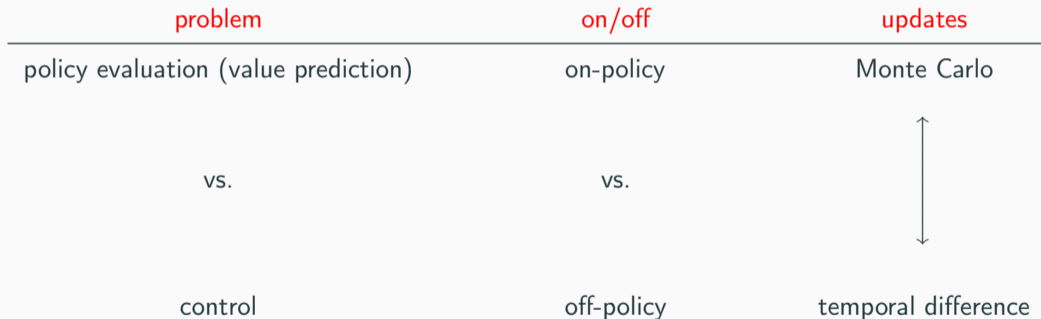 problem on/off updates
policy evaluation (value prediction) on-policy Monte Carlo
vs. vs.
control off-policy temporal difference